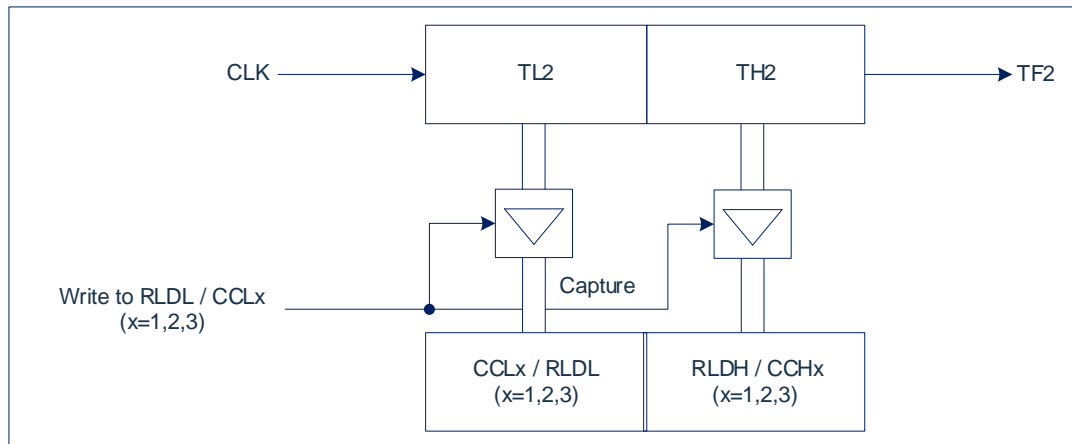 CLK
TL2
TH2
TF2
Capture
Write to RLDL / CCLx
(x=1,2,3)
CCLx / RLDL
(x=1,2,3)
RLDH / CCHx
(x=1,2,3)